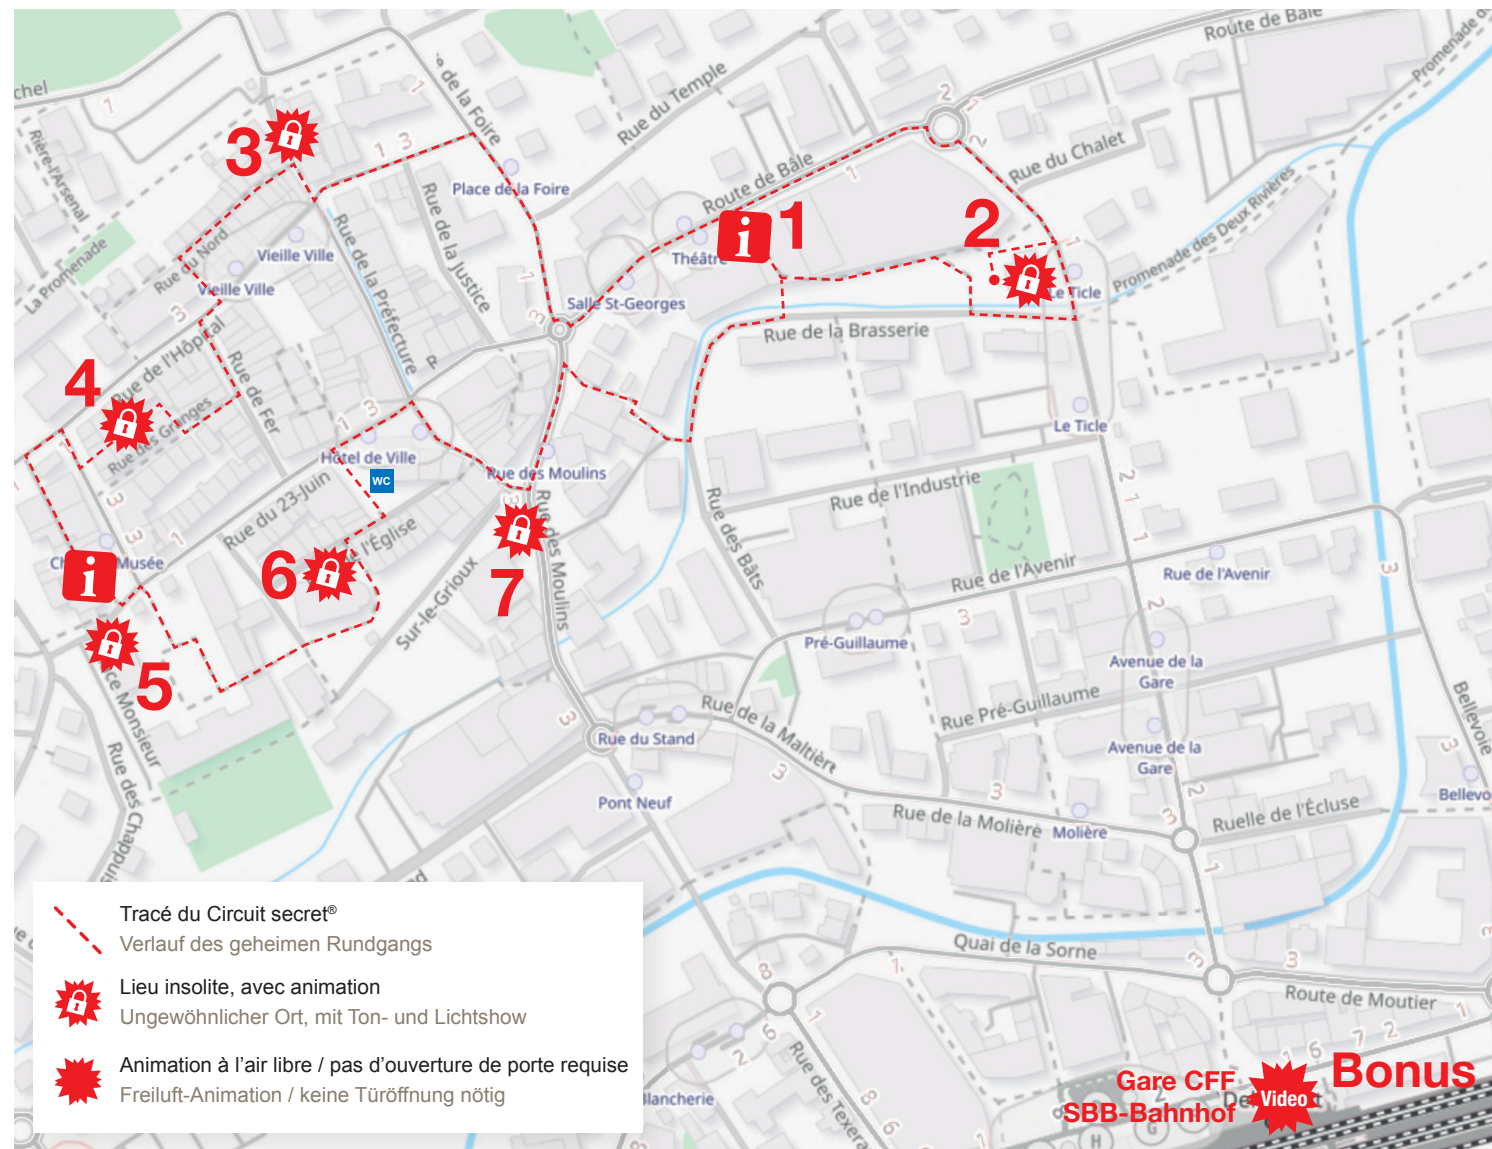 Route de Bâle
Promenade
chel
e de la Foire
Rue du Temple
Rière-l'Arsenal
3
Place de la Foire
Route de Bâle
Rue du Chalet
Rue de la Justice
1
2
Théâtre
Promenade des Deux Rivières
La Promenade
Rue du Nord
Vieille Ville
Vieille Ville
Rue de la Préfecture
Salle St-Georges
Le Ticle
Rue de la Brasserie
4
Rue de l'Hôpital
Rue de Fer
Rue des Granges
Hôtel de Ville
WC
Rue des Moulins
Le Ticle
Rue de l'Industrie
Rue du 23-Juin
l'Église
Rue des Moulins
Rue des Bâts
Musée
6
7
Sur-le-Grioux
Rue de l'Avenir
Rue de l'Avenir
5
Pré-Guillaume
Avenue de la
Gare
ce Monsieur
Rue Pré-Guillaume
Rue de la Maltière
Rue du Stand
Avenue de la
Gare
Bellevoie
Rue des Chappuis
Pont Neuf
Rue de la Molière
Molière
Ruelle de l'Écluse
Bellevo
Quai de la Sorne
Route de Moutier
Rue des Texera
Blancherie
Tracé du Circuit secret®
Verlauf des geheimen Rundgangs
Lieu insolite, avec animation
Ungewöhnlicher Ort, mit Ton- und Lichtshow
Animation à l'air libre / pas d'ouverture de porte requise
Freiluft-Animation / keine Türöffnung nötig
Gare CFF
SBB-Bahnhof
Video
Bonus
H
G